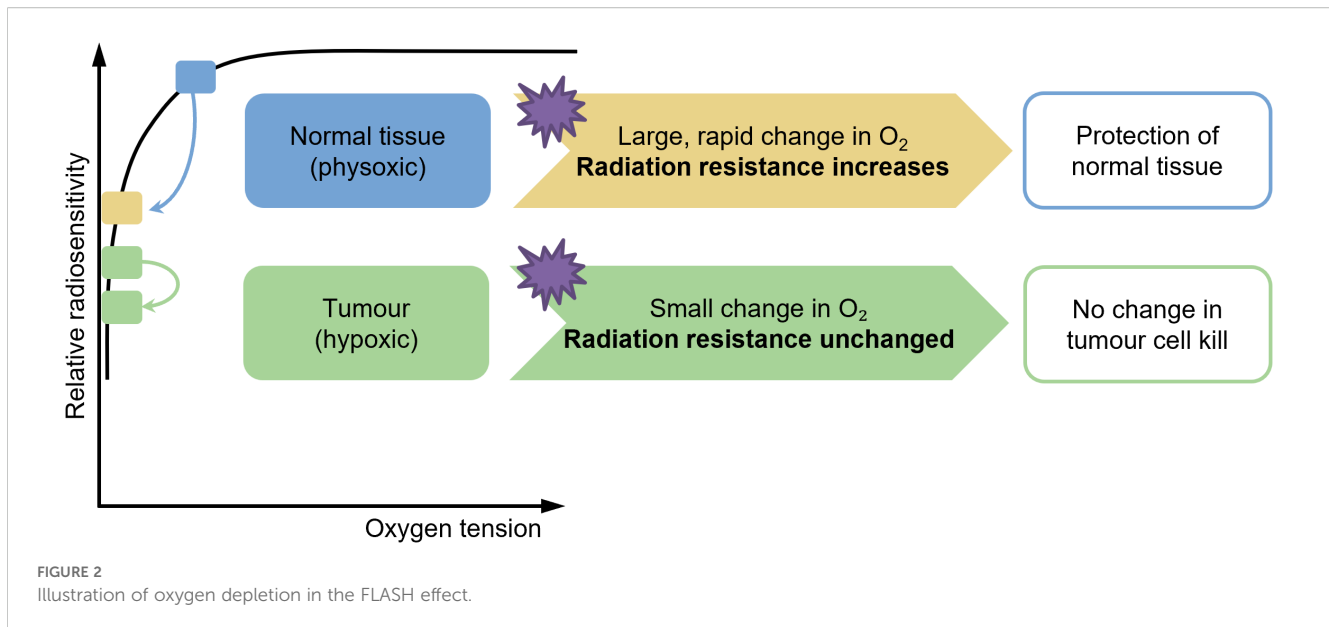 Relative radiosensitivity
Normal tissue
(physoxic)
Large, rapid change in O₂
Radiation resistance increases
Protection of
normal tissue
Tumour
(hypoxic)
Small change in O₂
Radiation resistance unchanged
No change in
tumour cell kill
Oxygen tension
FIGURE 2
Illustration of oxygen depletion in the FLASH effect.